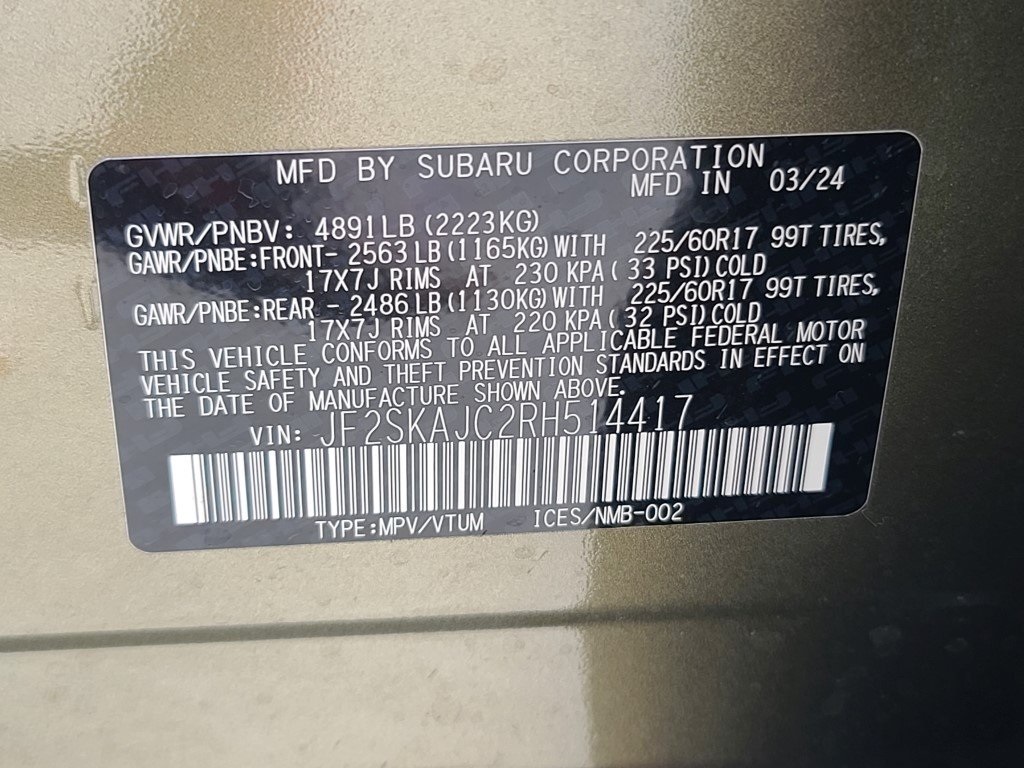 MFD BY SUBARU CORPORATION
MFD IN 03/24
GVWR/PNBV: 4891LB (2223KG)
GAWR/PNBE:FRONT- 2563 LB (1165KG) WITH 225/60R17 99T TIRES,
17X7J RIMS AT 230 KPA ( 33 PSI) COLD
GAWR/PNBE:REAR - 2486 LB (1130KG) WITH 225/60R17 99T TIRES,
17X7J RIMS AT 220 KPA ( 32 PSI) COLD
THIS VEHICLE CONFORMS TO ALL APPLICABLE FEDERAL MOTOR
VEHICLE SAFETY AND THEFT PREVENTION STANDARDS IN EFFECT ON
THE DATE OF MANUFACTURE SHOWN ABOVE.
VIN: JF2SKAJC2RH514417
TYPE:MPV/VTUM ICES/NMB-002